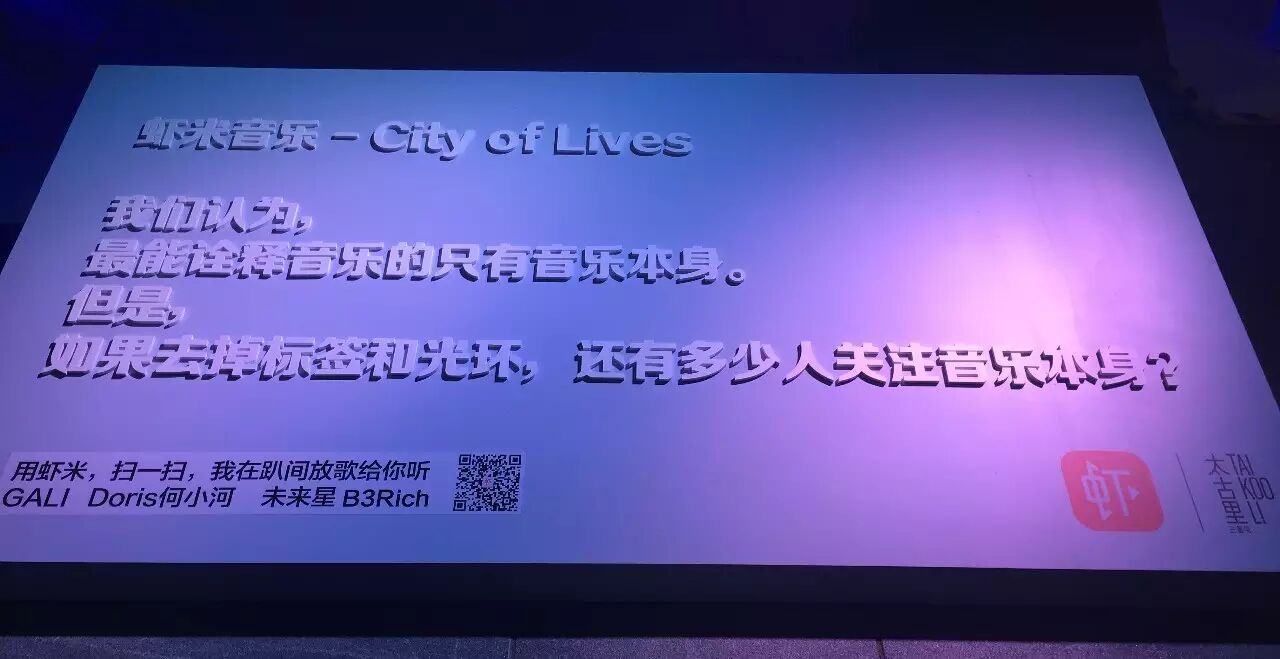 虾米音乐 – City of Lives
我们认为，
最能诠释音乐的只有音乐本身。
但是，
如果去掉标签和光环，还有多少人关注音乐本身？
用虾米，扫一扫，我在趴间放歌给你听
GALI Doris何小河 未来星 B3Rich
虾
太古里
TAI
KOO
LI
三里屯